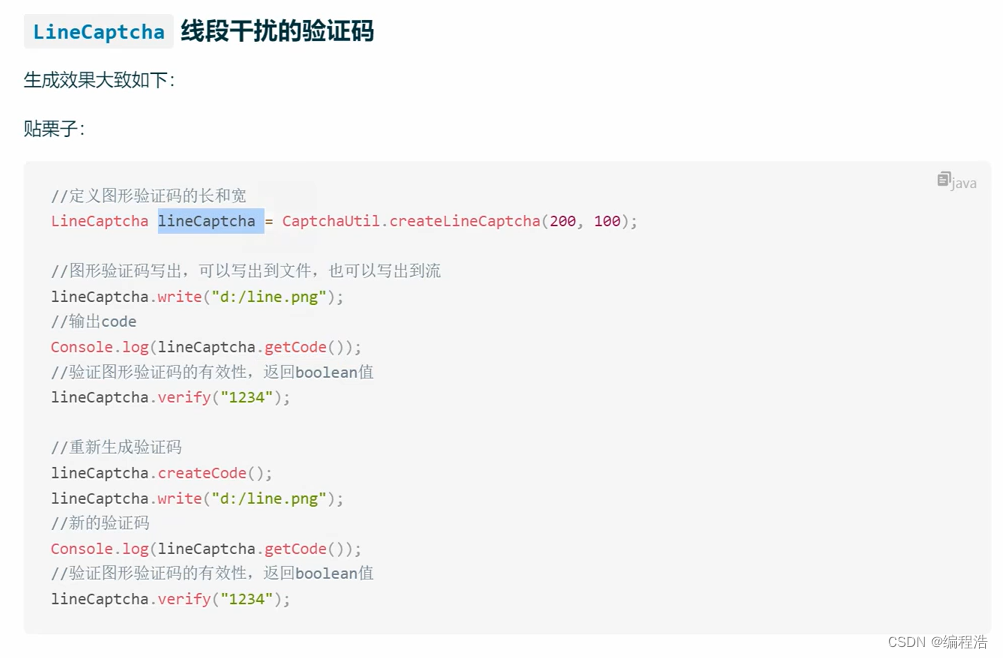 LineCaptcha 线段干扰的验证码
生成效果大致如下：
贴栗子：
java
//定义图形验证码的长和宽
LineCaptcha lineCaptcha = CaptchaUtil.createLineCaptcha(200, 100);
//图形验证码写出，可以写出到文件，也可以写出到流
lineCaptcha.write("d:/line.png");
//输出code
Console.log(lineCaptcha.getCode());
//验证图形验证码的有效性，返回boolean值
lineCaptcha.verify("1234");
//重新生成验证码
lineCaptcha.createCode();
lineCaptcha.write("d:/line.png");
//新的验证码
Console.log(lineCaptcha.getCode());
//验证图形验证码的有效性，返回boolean值
lineCaptcha.verify("1234");
CSDN @编程浩